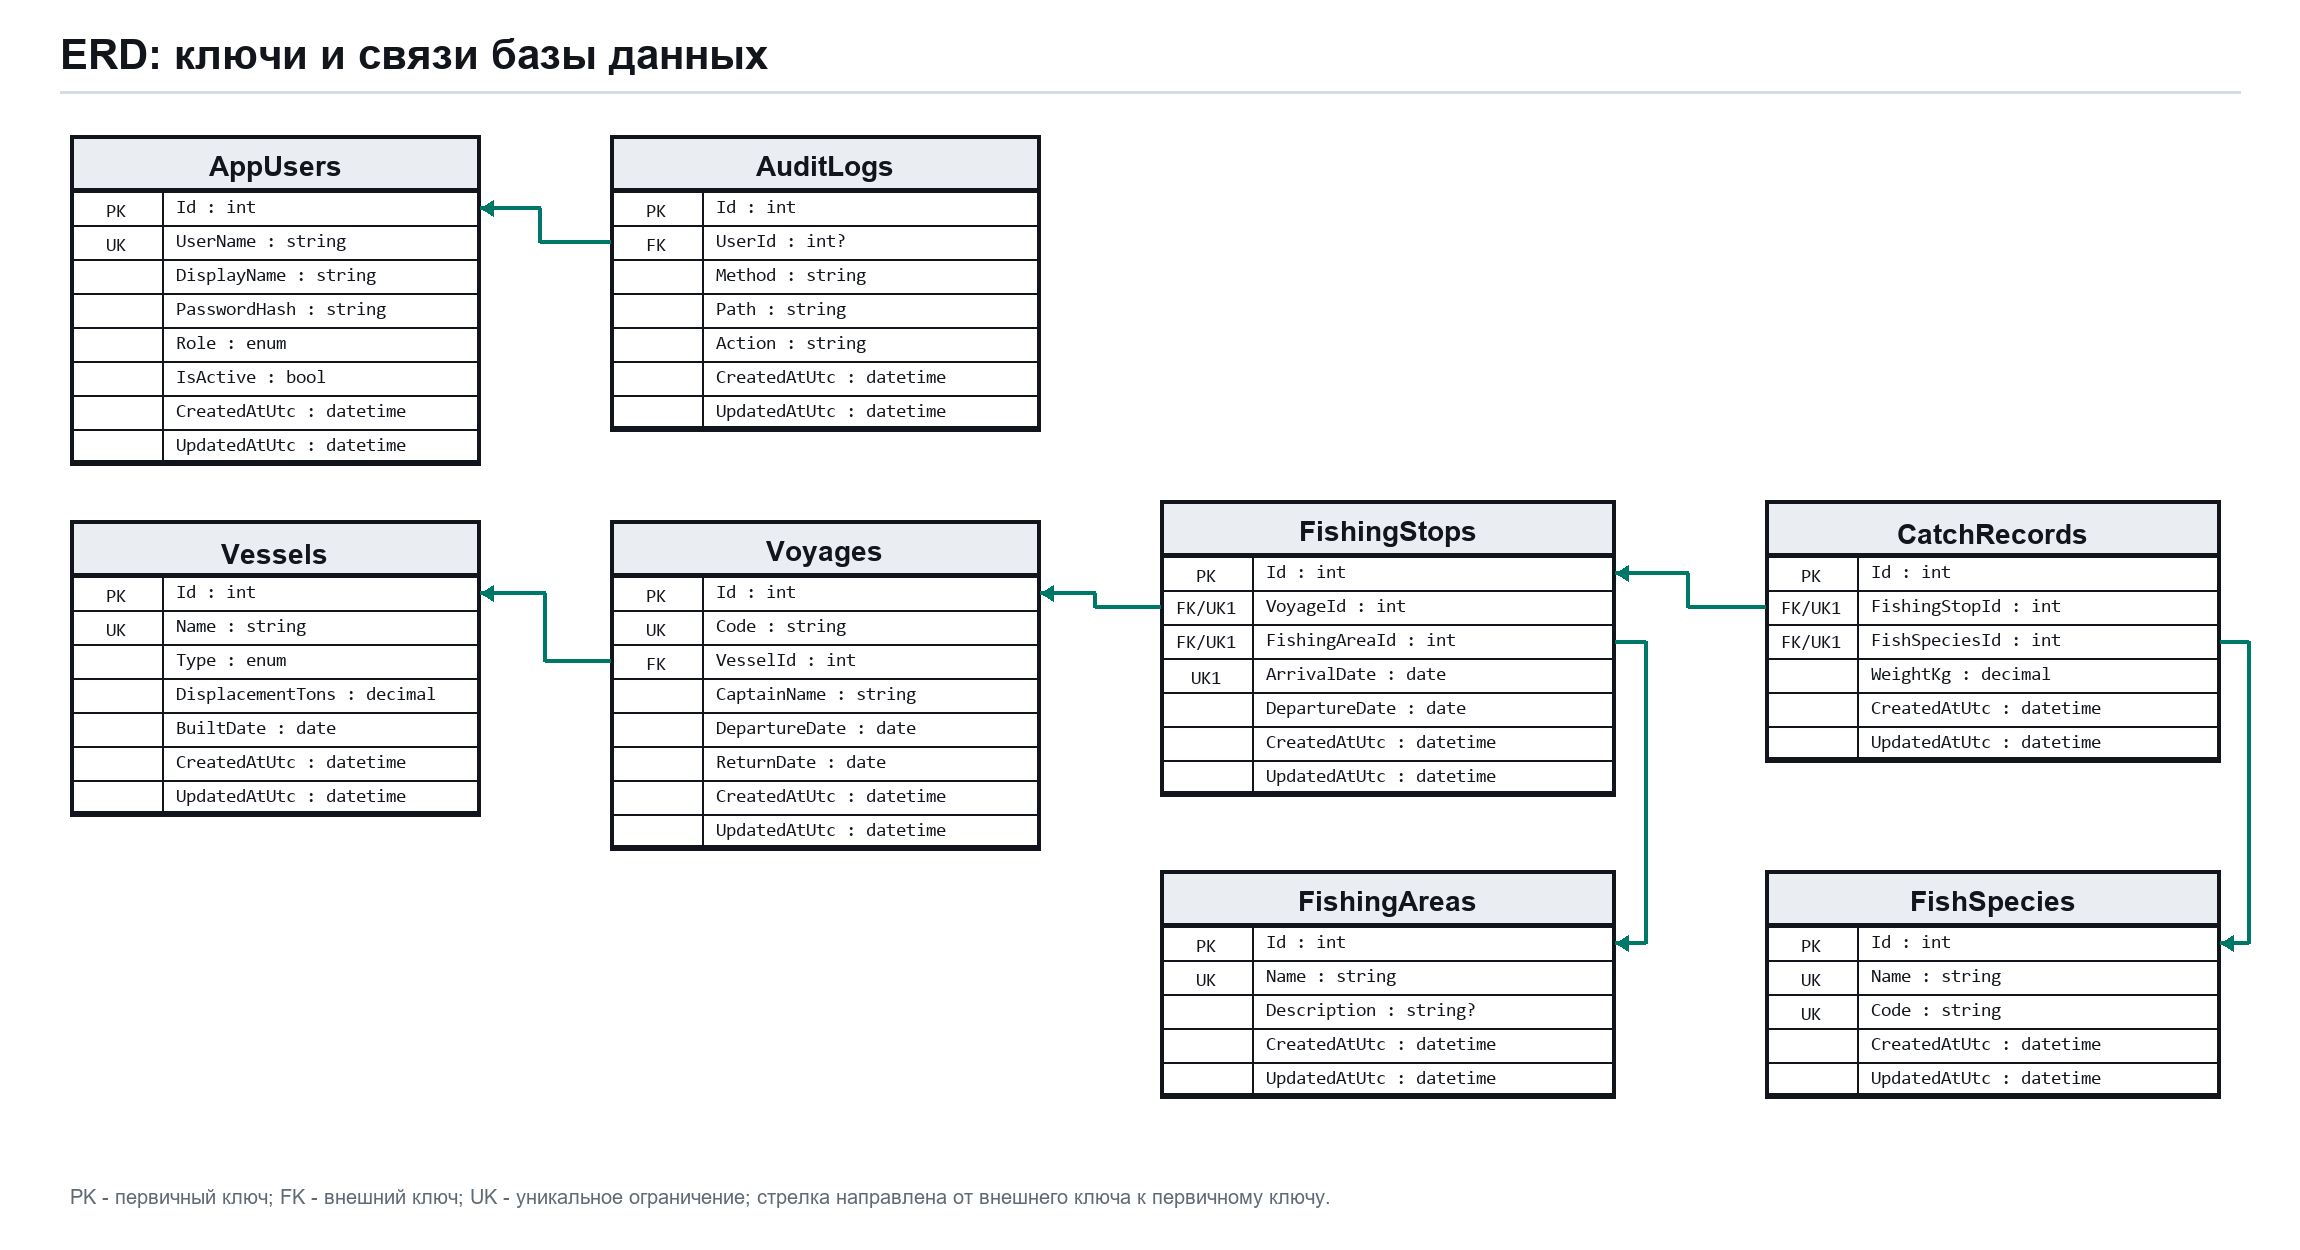 ERD: ключи и связи базы данных
AppUsers
PK Id : int
UK UserName : string
DisplayName : string
PasswordHash : string
Role : enum
IsActive : bool
CreatedAtUtc : datetime
UpdatedAtUtc : datetime
AuditLogs
PK Id : int
FK UserId : int?
Method : string
Path : string
Action : string
CreatedAtUtc : datetime
UpdatedAtUtc : datetime
Vessels
PK Id : int
UK Name : string
Type : enum
DisplacementTons : decimal
BuiltDate : date
CreatedAtUtc : datetime
UpdatedAtUtc : datetime
Voyages
PK Id : int
UK Code : string
FK VesselId : int
CaptainName : string
DepartureDate : date
ReturnDate : date
CreatedAtUtc : datetime
UpdatedAtUtc : datetime
FishingStops
PK Id : int
FK/UK1 VoyageId : int
FK/UK1 FishingAreaId : int
UK1 ArrivalDate : date
DepartureDate : date
CreatedAtUtc : datetime
UpdatedAtUtc : datetime
CatchRecords
PK Id : int
FK/UK1 FishingStopId : int
FK/UK1 FishSpeciesId : int
WeightKg : decimal
CreatedAtUtc : datetime
UpdatedAtUtc : datetime
FishingAreas
PK Id : int
UK Name : string
Description : string?
CreatedAtUtc : datetime
UpdatedAtUtc : datetime
FishSpecies
PK Id : int
UK Name : string
UK Code : string
CreatedAtUtc : datetime
UpdatedAtUtc : datetime
PK - первичный ключ; FK - внешний ключ; UK - уникальное ограничение; стрелка направлена от внешнего ключа к первичному ключу.